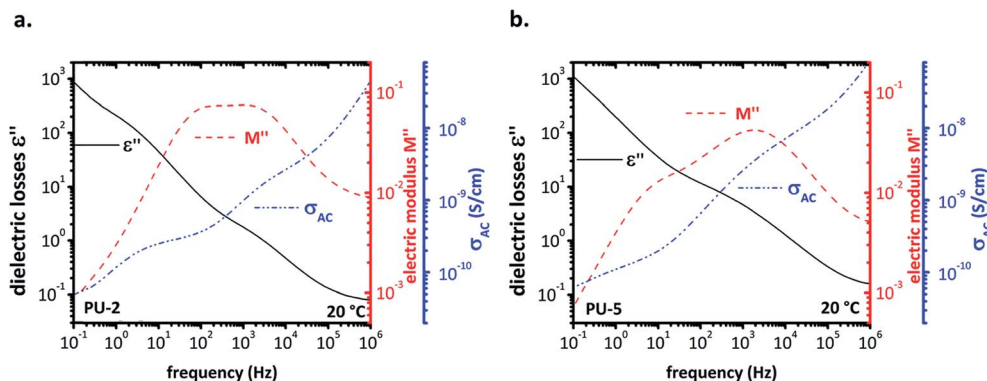 a.
dielectric losses ε"
10³
10²
10¹
10⁰
10⁻¹
ε"
M"
σAC
PU-2
20 °C
10⁻¹ 10⁰ 10¹ 10² 10³ 10⁴ 10⁵ 10⁶
frequency (Hz)
10⁻¹
10⁻²
10⁻³
electric modulus M"
10⁻⁸
10⁻⁹
10⁻¹⁰
σAC (S/cm)
b.
dielectric losses ε"
10³
10²
10¹
10⁰
10⁻¹
M"
ε"
σAC
PU-5
20 °C
10⁻¹ 10⁰ 10¹ 10² 10³ 10⁴ 10⁵ 10⁶
frequency (Hz)
10⁻¹
10⁻²
10⁻³
electric modulus M"
10⁻⁸
10⁻⁹
10⁻¹⁰
σAC (S/cm)